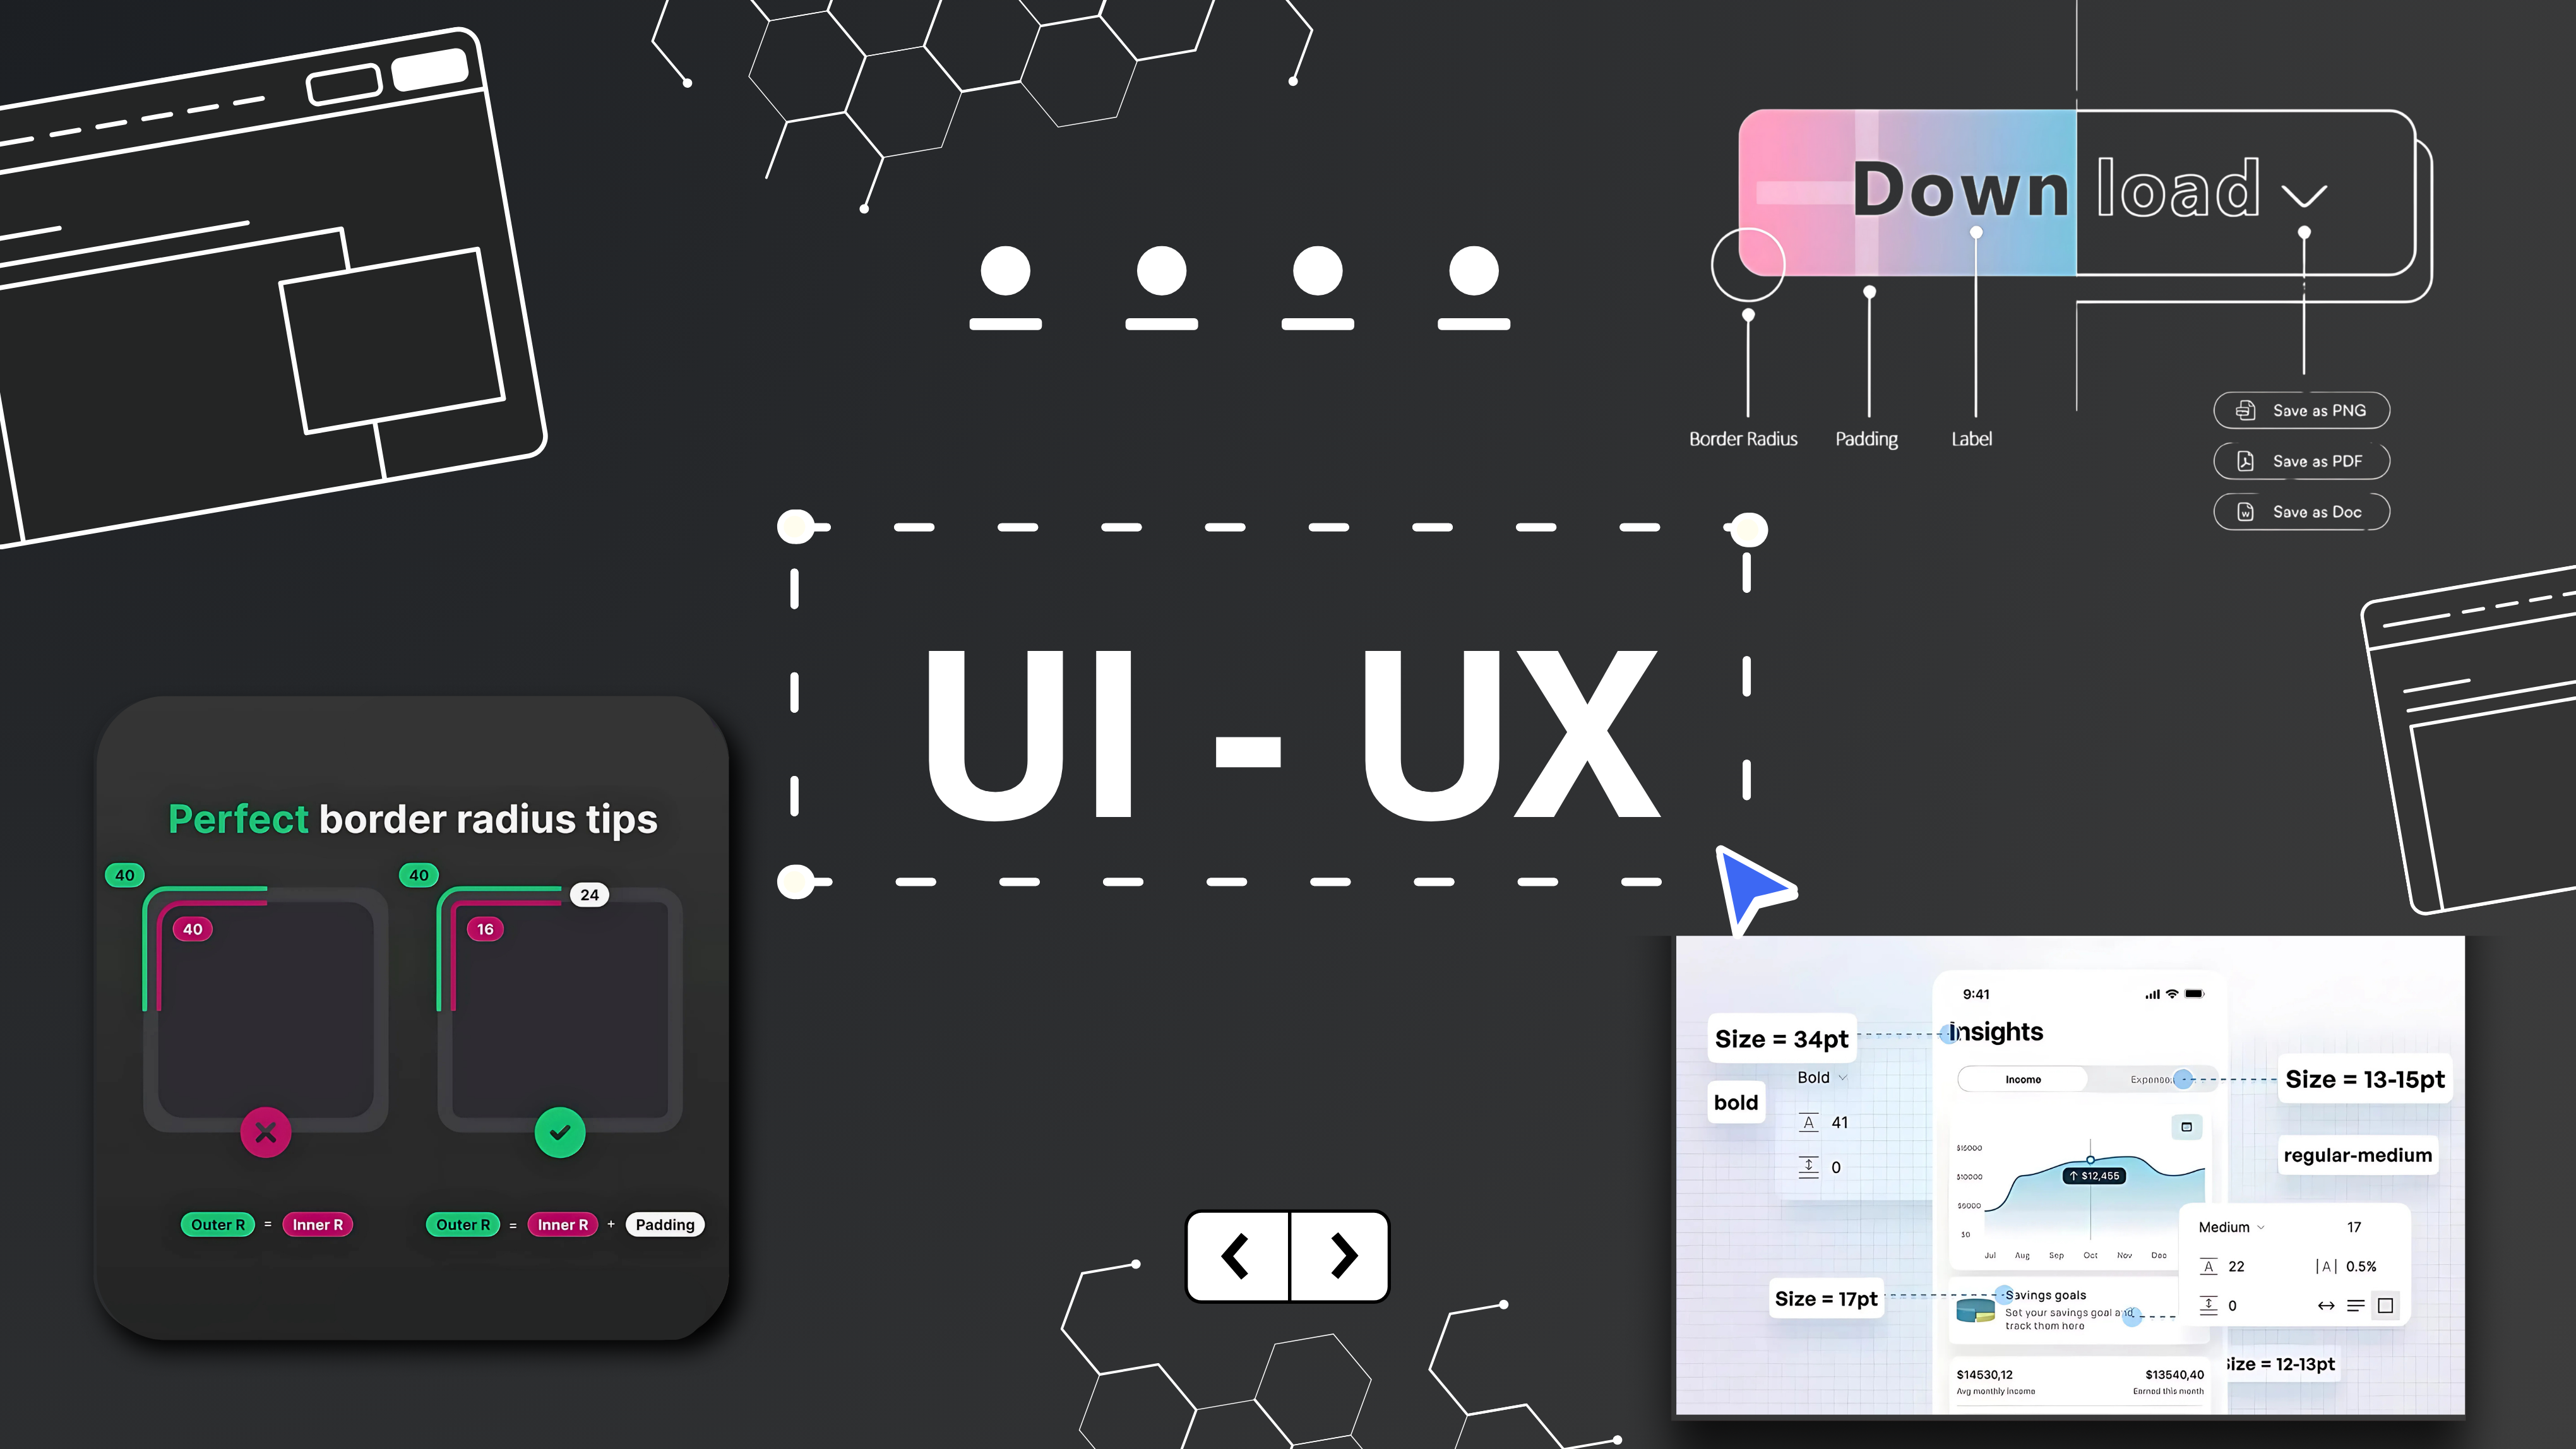 Download
Border Radius
Padding
Label
Save as PNG
Save as PDF
Save as Doc
UI - UX
Perfect border radius tips
40
40
40
24
16
Outer R = Inner R
Outer R = Inner R + Padding
9:41
Insights
Size = 34pt
Bold
bold
41
0
Income
Size = 13-15pt
regular-medium
$15000
$10000
$5000
$0
↑ $12,455
Jul Aug Sep Oct Nov Dec
Medium 17
22 |A| 0.5%
0
Size = 17pt
Savings goals
Set your savings goal and
track them here
Size = 12-13pt
$14530,12
Avg monthly income
$13540,40
Earned this month